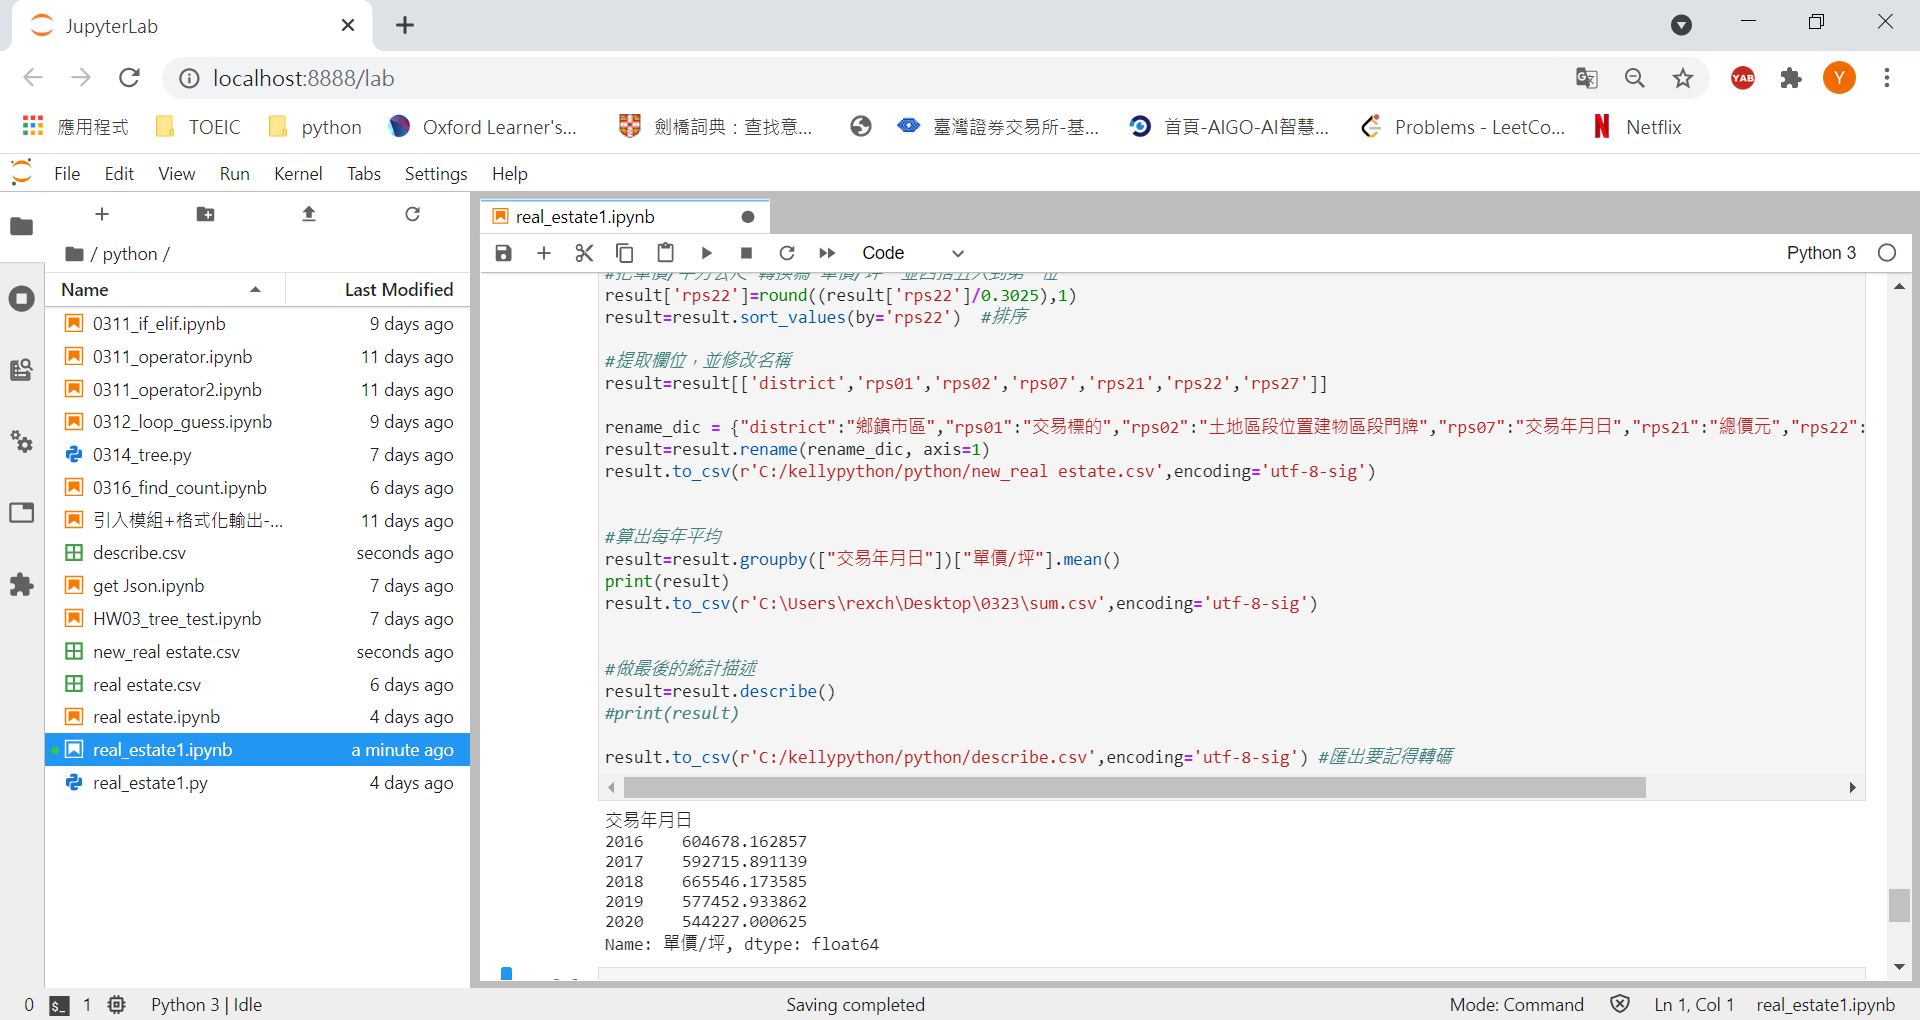 JupyterLab
localhost:8888/lab
YAB
Y
應用程式
TOEIC
python
Oxford Learner's...
劍橋詞典：查找意...
臺灣證券交易所-基...
首頁-AIGO-AI智慧...
Problems - LeetCo...
Netflix
File Edit View Run Kernel Tabs Settings Help
/ python /
Name Last Modified
0311_if_elif.ipynb 9 days ago
0311_operator.ipynb 11 days ago
0311_operator2.ipynb 11 days ago
0312_loop_guess.ipynb 9 days ago
0314_tree.py 7 days ago
0316_find_count.ipynb 6 days ago
引入模組+格式化輸出-... 11 days ago
describe.csv seconds ago
get Json.ipynb 7 days ago
HW03_tree_test.ipynb 7 days ago
new_real estate.csv seconds ago
real estate.csv 6 days ago
real estate.ipynb 4 days ago
real_estate1.ipynb a minute ago
real_estate1.py 4 days ago
real_estate1.ipynb
Code
Python 3
result['rps22']=round((result['rps22']/0.3025),1)
result=result.sort_values(by='rps22')  #排序
#提取欄位，並修改名稱
result=result[['district','rps01','rps02','rps07','rps21','rps22','rps27']]
rename_dic = {"district":"鄉鎮市區","rps01":"交易標的","rps02":"土地區段位置建物區段門牌","rps07":"交易年月日","rps21":"總價元","rps22":
result=result.rename(rename_dic, axis=1)
result.to_csv(r'C:/kellypython/python/new_real estate.csv',encoding='utf-8-sig')
#算出每年平均
result=result.groupby(["交易年月日"])["單價/坪"].mean()
print(result)
result.to_csv(r'C:\Users\rexch\Desktop\0323\sum.csv',encoding='utf-8-sig')
#做最後的統計描述
result=result.describe()
#print(result)
result.to_csv(r'C:/kellypython/python/describe.csv',encoding='utf-8-sig') #匯出要記得轉碼
交易年月日
2016    604678.162857
2017    592715.891139
2018    665546.173585
2019    577452.933862
2020    544227.000625
Name: 單價/坪, dtype: float64
0
$_
1
Python 3 | Idle
Saving completed
Mode: Command
Ln 1, Col 1
real_estate1.ipynb